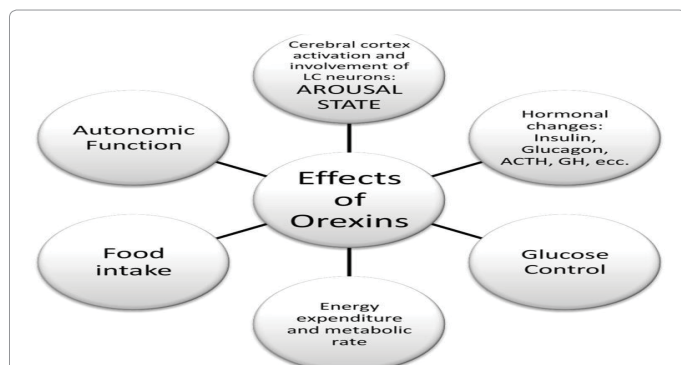 Cerebral cortex
activation and
involvement of
LC neurons:
AROUSAL
STATE
Autonomic
Function
Hormonal
changes:
Insulin,
Glucagon,
ACTH, GH, ecc.
Effects
of
Orexins
Food
intake
Glucose
Control
Energy
expenditure
and metabolic
rate